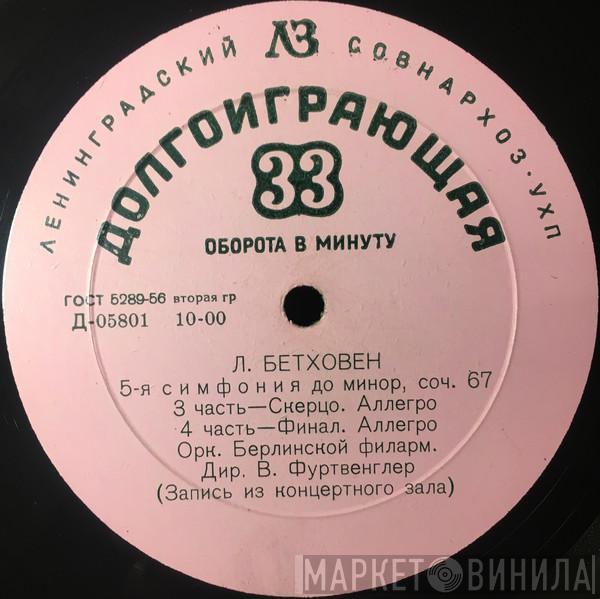 ЛЕНИНГРАДСКИЙ ЛЗ СОВНАРХОЗ·УХП
ДОЛГОИГРАЮЩАЯ
33
ОБОРОТА В МИНУТУ
ГОСТ 5289-56 вторая гр
Д-05801 10-00
Л. БЕТХОВЕН
5-я симфония до минор, соч. 67
3 часть—Скерцо. Аллегро
4 часть—Финал. Аллегро
Орк. Берлинской филарм.
Дир. В. Фуртвенглер
(Запись из концертного зала)
МАРКЕТ ВИНИЛА